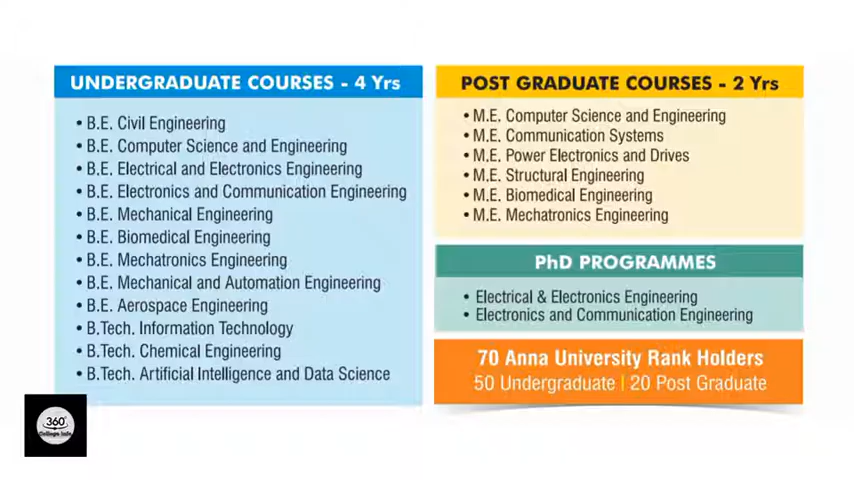 UNDERGRADUATE COURSES - 4 Yrs
• B.E. Civil Engineering
• B.E. Computer Science and Engineering
• B.E. Electrical and Electronics Engineering
• B.E. Electronics and Communication Engineering
• B.E. Mechanical Engineering
• B.E. Biomedical Engineering
• B.E. Mechatronics Engineering
• B.E. Mechanical and Automation Engineering
• B.E. Aerospace Engineering
• B.Tech. Information Technology
• B.Tech. Chemical Engineering
• B.Tech. Artificial Intelligence and Data Science
POST GRADUATE COURSES - 2 Yrs
• M.E. Computer Science and Engineering
• M.E. Communication Systems
• M.E. Power Electronics and Drives
• M.E. Structural Engineering
• M.E. Biomedical Engineering
• M.E. Mechatronics Engineering
PhD PROGRAMMES
• Electrical & Electronics Engineering
• Electronics and Communication Engineering
70 Anna University Rank Holders
50 Undergraduate | 20 Post Graduate
360°
College Info